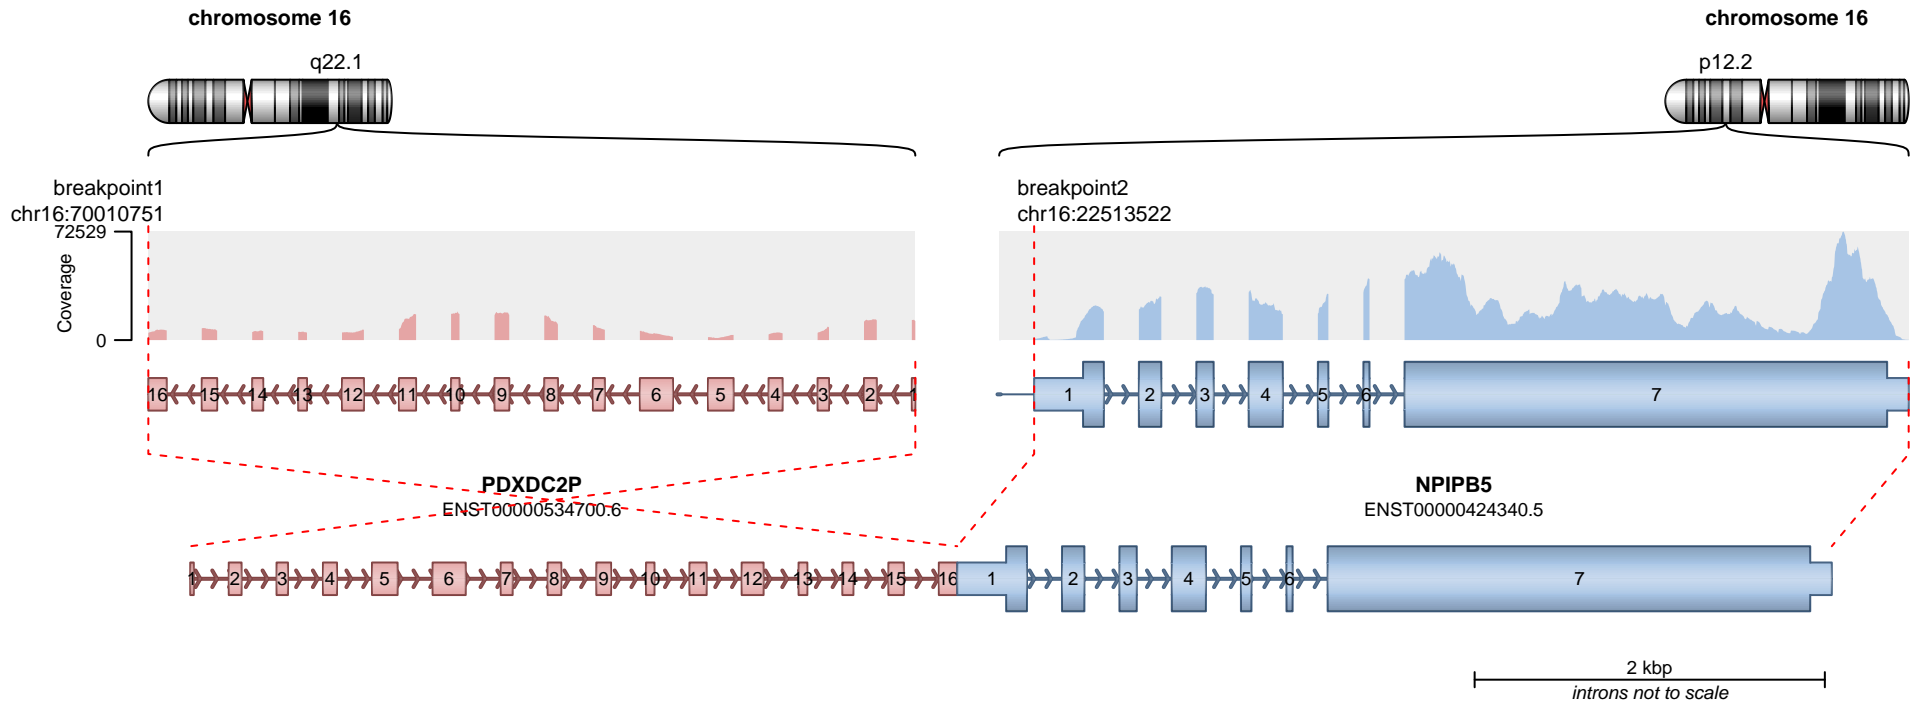 chromosome 16
chromosome 16
q22.1
p12.2
breakpoint1
chr16:70010751
breakpoint2
chr16:22513522
72529
Coverage
0
16 15 14 13 12 11 10 9 8 7 6 5 4 3 2 1
1 2 3 4 5 6 7
PDXDC2P
ENST00000534700.6
NPIPB5
ENST00000424340.5
1 2 3 4 5 6 7 8 9 10 11 12 13 14 15 16 1 2 3 4 5 6 7
2 kbp
introns not to scale